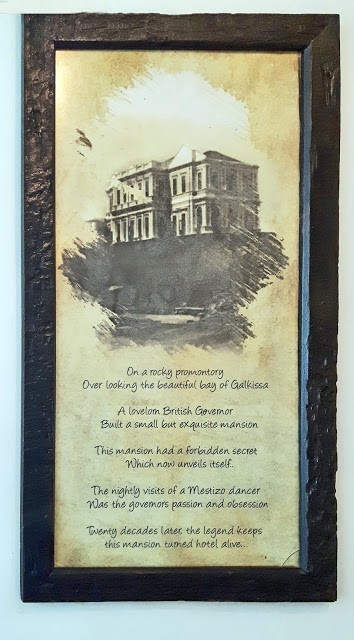 On a rocky promontory
Over looking the beautiful bay of Galkissa
A lovelorn British Governor
Built a small but exquisite mansion
This mansion had a forbidden secret
Which now unveils itself..
The nightly visits of a Mestizo dancer
Was the governors passion and obsession
Twenty decades later, the legend keeps
this mansion turned hotel alive...